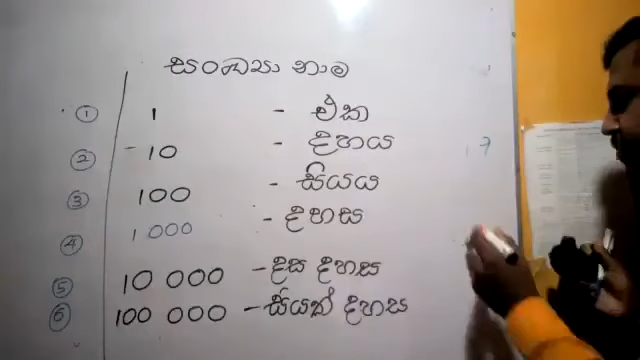 සංඛ්‍යා නාම
① 1 - එක
② 10 - දහය
③ 100 - සියය
④ 1 000 - දහස
⑤ 10 000 - දස දහස
⑥ 100 000 - සියක් දහස